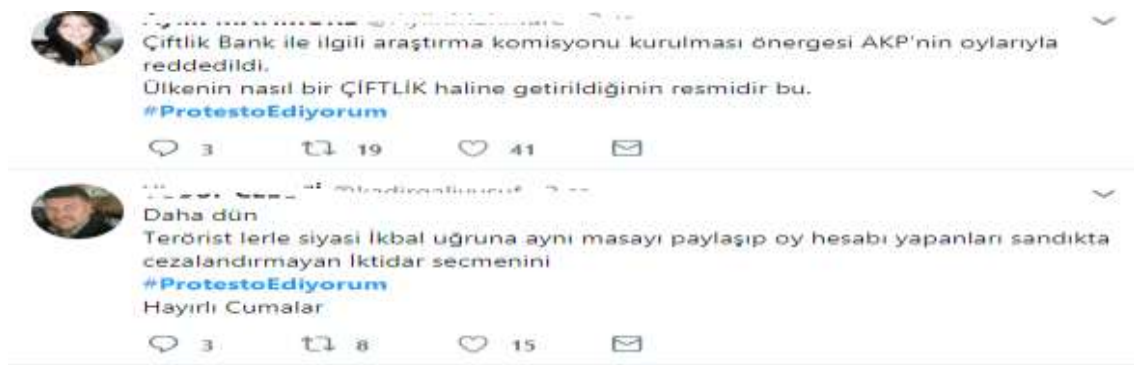 Çiftlik Bank ile ilgili araştırma komisyonu kurulması önergesi AKP'nin oylarıyla
reddedildi.
Ülkenin nasıl bir ÇİFTLİK haline getirildiğinin resmidir bu.
#ProtestoEdiyorum
3 19 41
Daha dün
Terörist lerle siyasi İkbal uğruna aynı masayı paylaşıp oy hesabı yapanları sandıkta
cezalandırmayan İktidar secmenini
#ProtestoEdiyorum
Hayırlı Cumalar
3 8 15